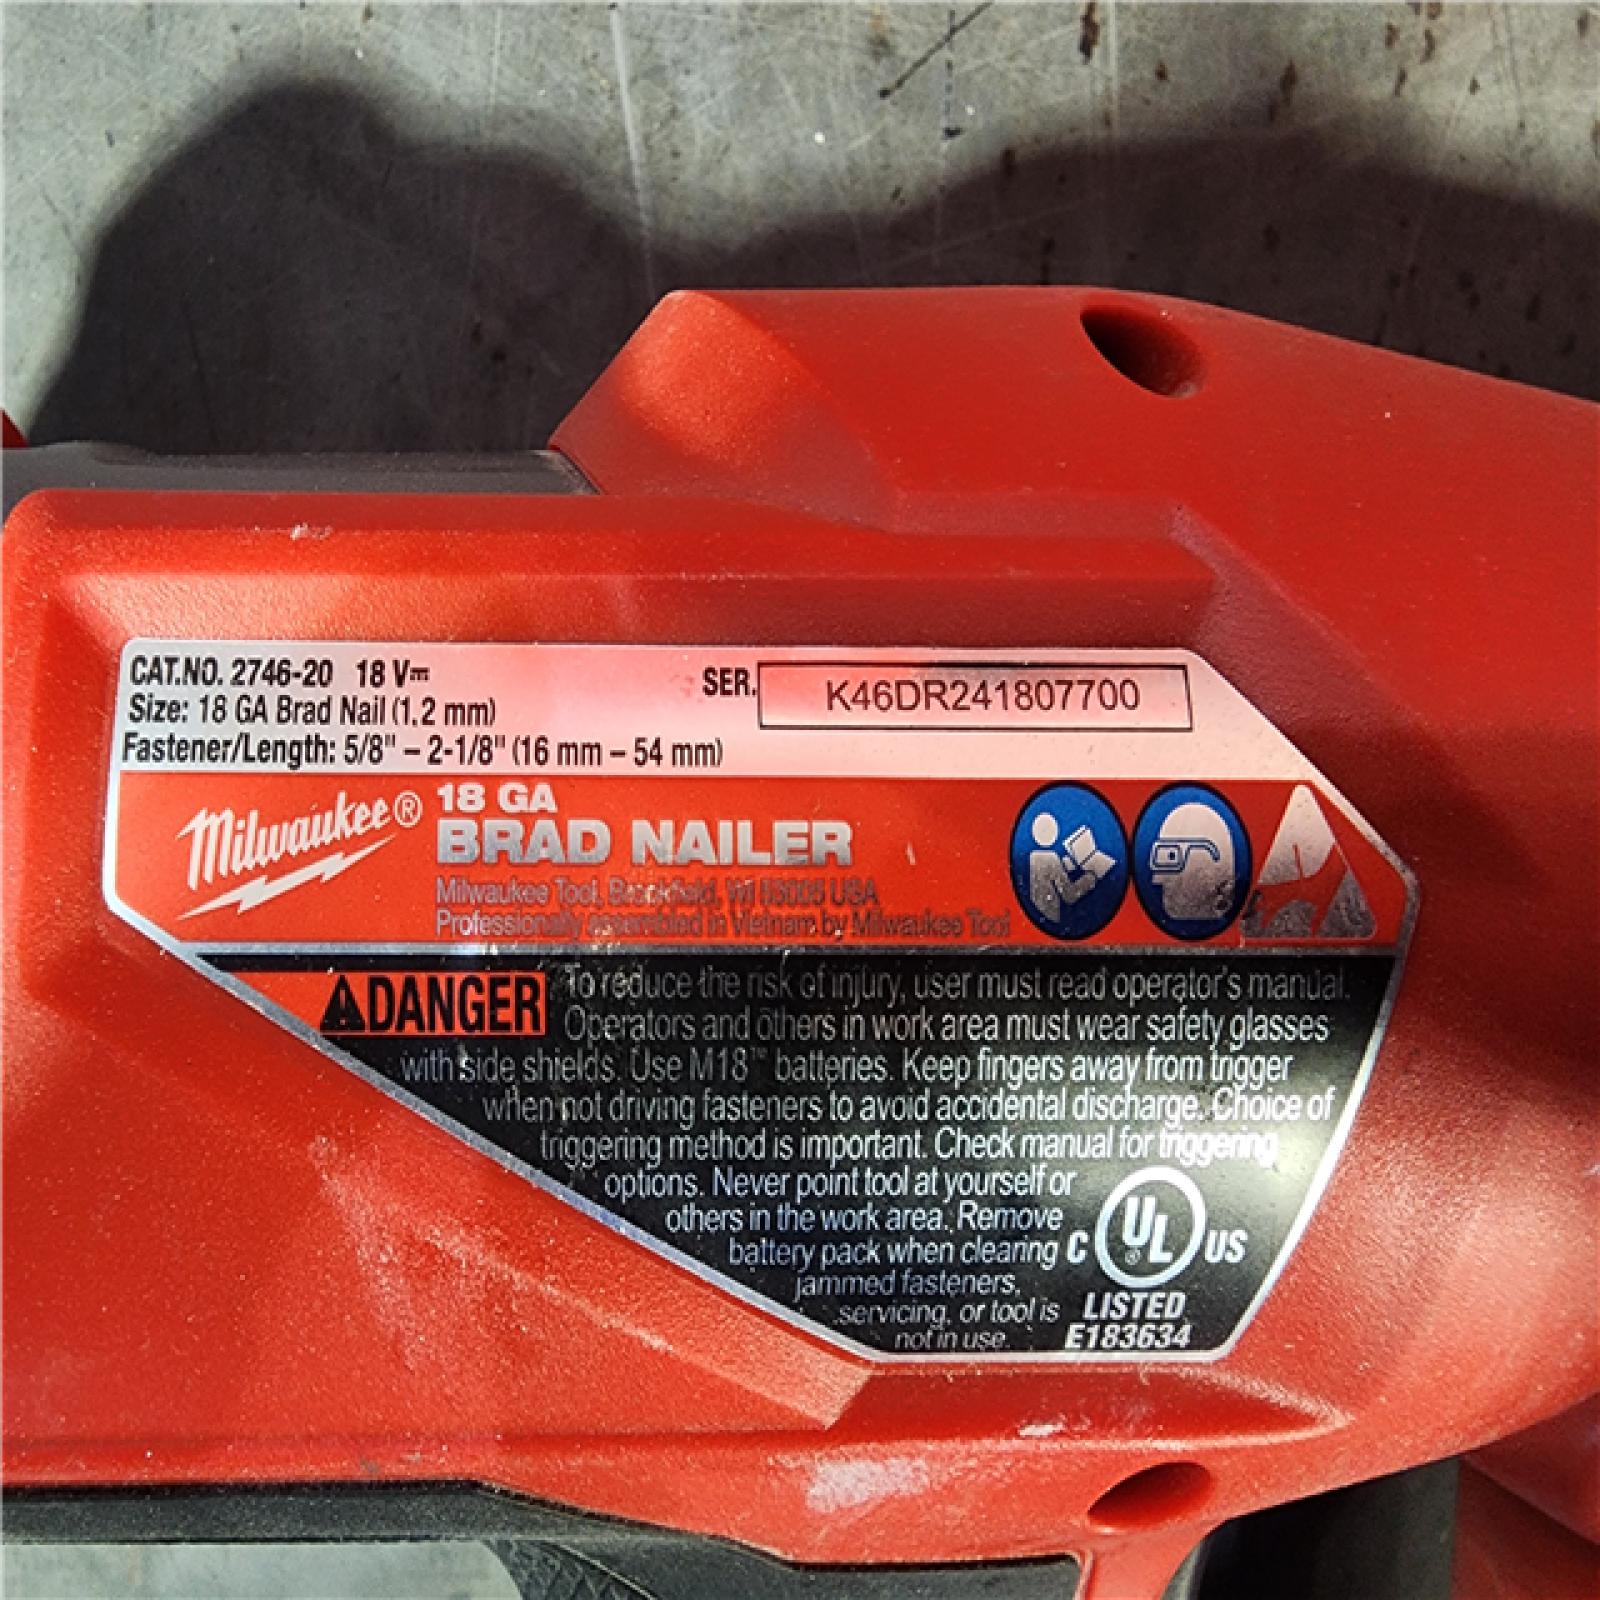 CAT.NO. 2746-20 18 V⎓
SER. K46DR241807700
Size: 18 GA Brad Nail (1,2 mm)
Fastener/Length: 5/8" – 2-1/8" (16 mm – 54 mm)
Milwaukee®
18 GA
BRAD NAILER
Milwaukee Tool, Brookfield, WI 53005 USA
Professionally assembled in Vietnam by Milwaukee Tool
DANGER To reduce the risk of injury, user must read operator's manual.
Operators and others in work area must wear safety glasses
with side shields. Use M18™ batteries. Keep fingers away from trigger
when not driving fasteners to avoid accidental discharge. Choice of
triggering method is important. Check manual for triggering
options. Never point tool at yourself or
others in the work area. Remove
battery pack when clearing
jammed fasteners,
servicing, or tool is
not in use.
C UL® US
LISTED
E183634